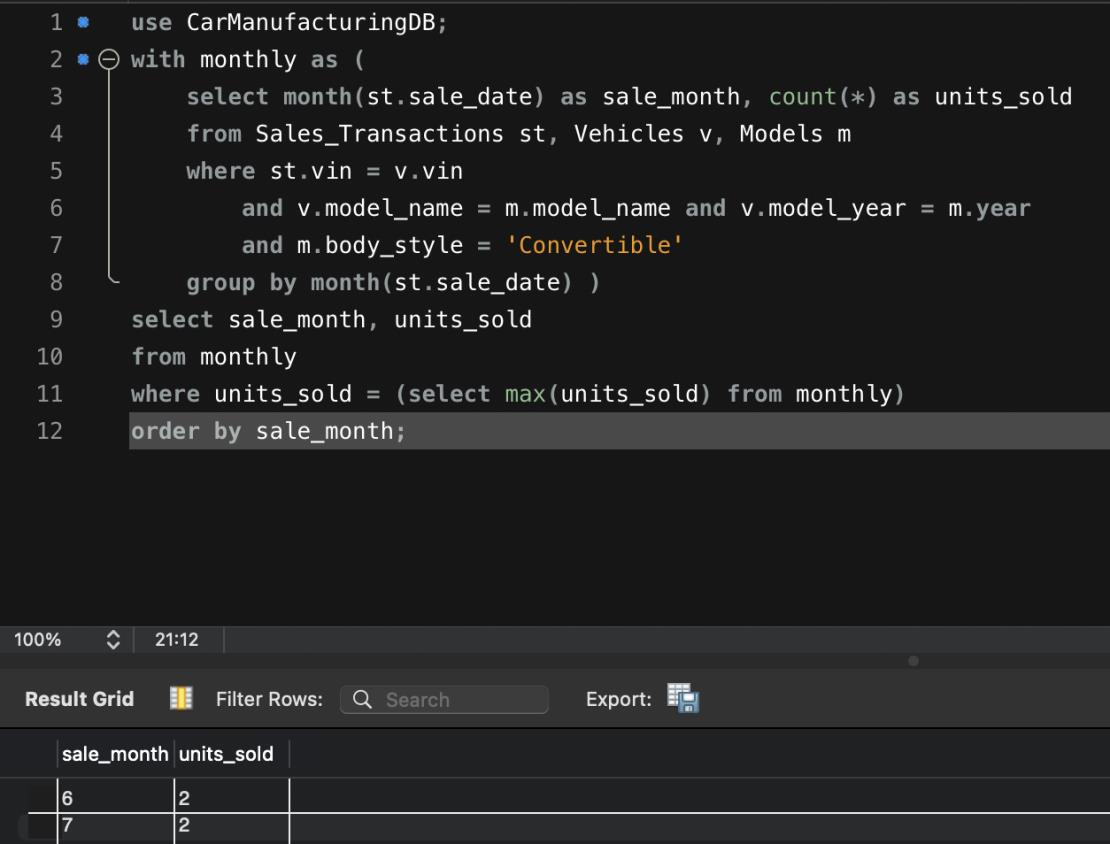 1 use CarManufacturingDB;
2 with monthly as (
3 select month(st.sale_date) as sale_month, count(*) as units_sold
4 from Sales_Transactions st, Vehicles v, Models m
5 where st.vin = v.vin
6 and v.model_name = m.model_name and v.model_year = m.year
7 and m.body_style = 'Convertible'
8 group by month(st.sale_date) )
9 select sale_month, units_sold
10 from monthly
11 where units_sold = (select max(units_sold) from monthly)
12 order by sale_month;
100% 21:12
Result Grid Filter Rows: Search Export:
sale_month units_sold
6 2
7 2